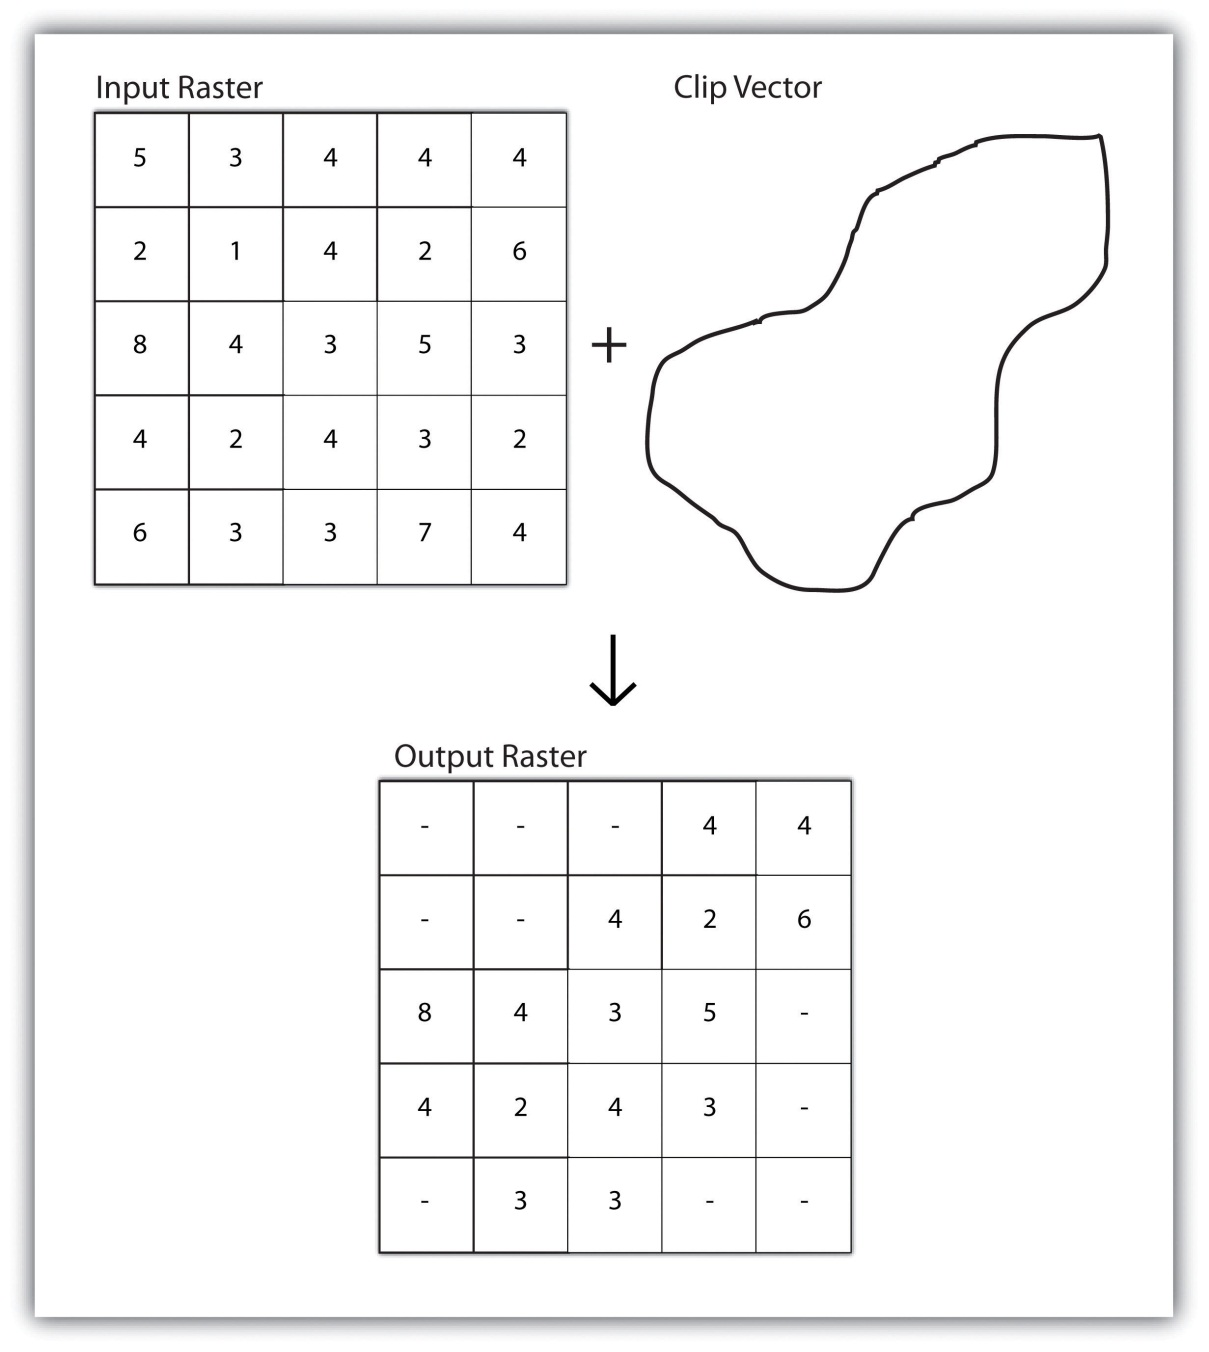 Input Raster
Clip Vector
5 3 4 4 4
2 1 4 2 6
8 4 3 5 3
+
4 2 4 3 2
6 3 3 7 4
Output Raster
- - - 4 4
- - 4 2 6
8 4 3 5 -
4 2 4 3 -
- 3 3 - -